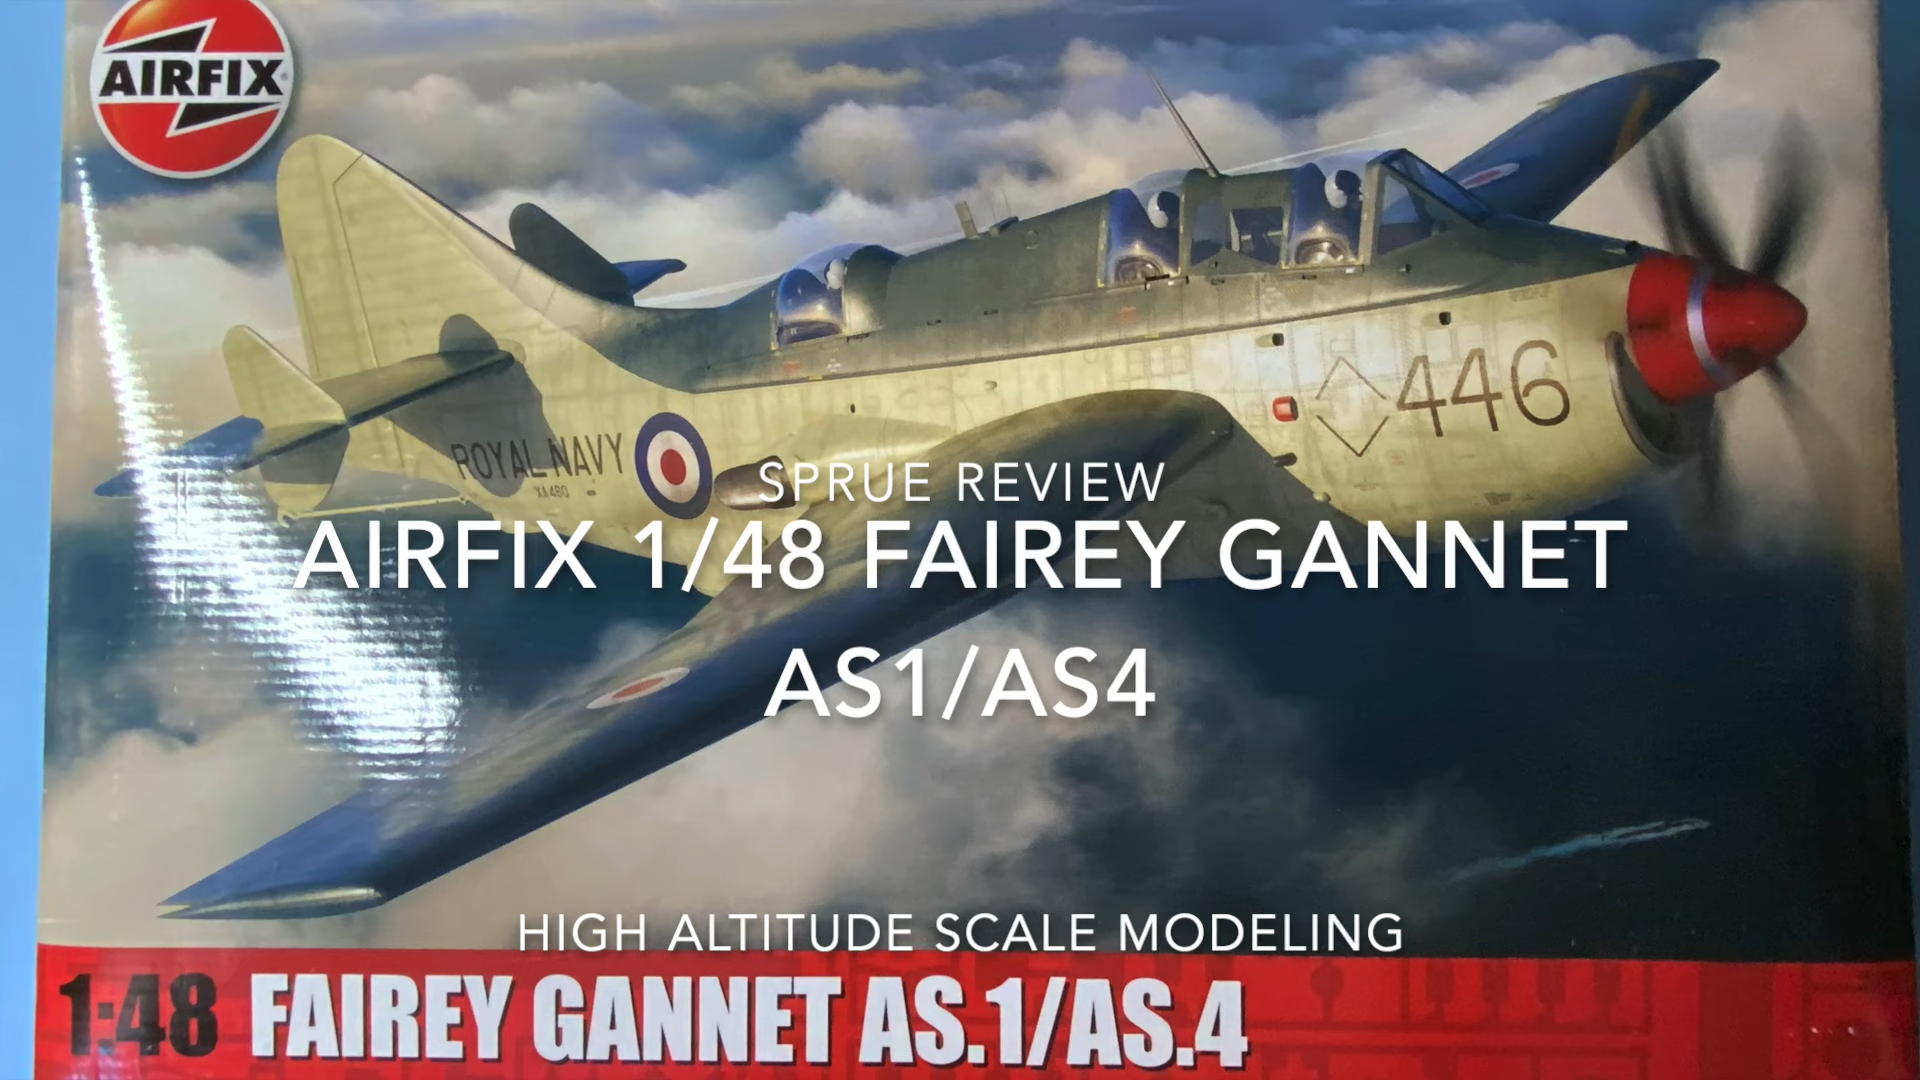 AIRFIX
446
ROYAL NAVY
XA460
SPRUE REVIEW
AIRFIX 1/48 FAIREY GANNET
AS1/AS4
HIGH ALTITUDE SCALE MODELING
1:48 FAIREY GANNET AS.1/AS.4